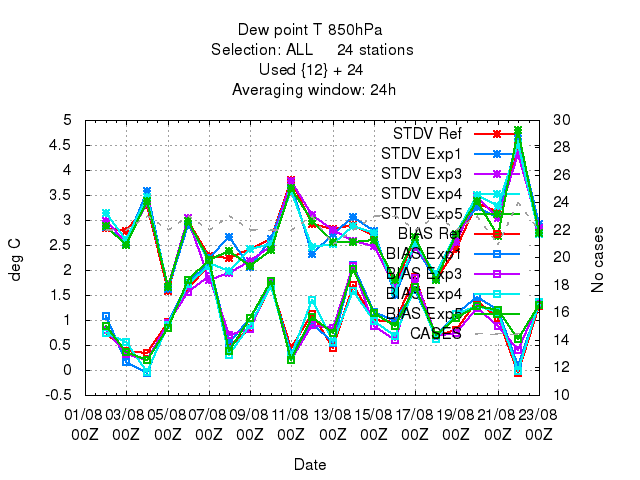 Dew point T 850hPa
Selection: ALL 24 stations
Used {12} + 24
Averaging window: 24h
5
4.5
4
3.5
3
2.5
2
1.5
1
0.5
0
-0.5
deg C
30
28
26
24
22
20
18
16
14
12
10
No cases
STDV Ref
STDV Exp1
STDV Exp3
STDV Exp4
STDV Exp5
BIAS Ref
BIAS Exp1
BIAS Exp3
BIAS Exp4
BIAS Exp5
CASES
01/08 03/08 05/08 07/08 09/08 11/08 13/08 15/08 17/08 19/08 21/08 23/08
00Z 00Z 00Z 00Z 00Z 00Z 00Z 00Z 00Z 00Z 00Z 00Z
Date